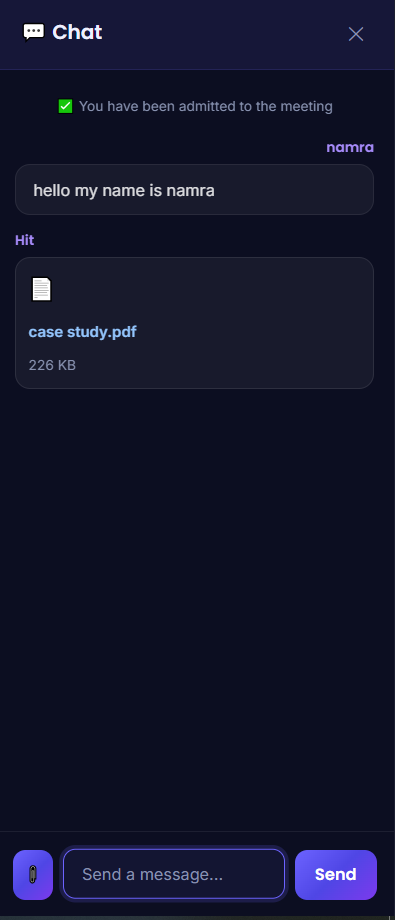 Chat
You have been admitted to the meeting
namra
hello my name is namra
Hit
case study.pdf
226 KB
Send a message...
Send